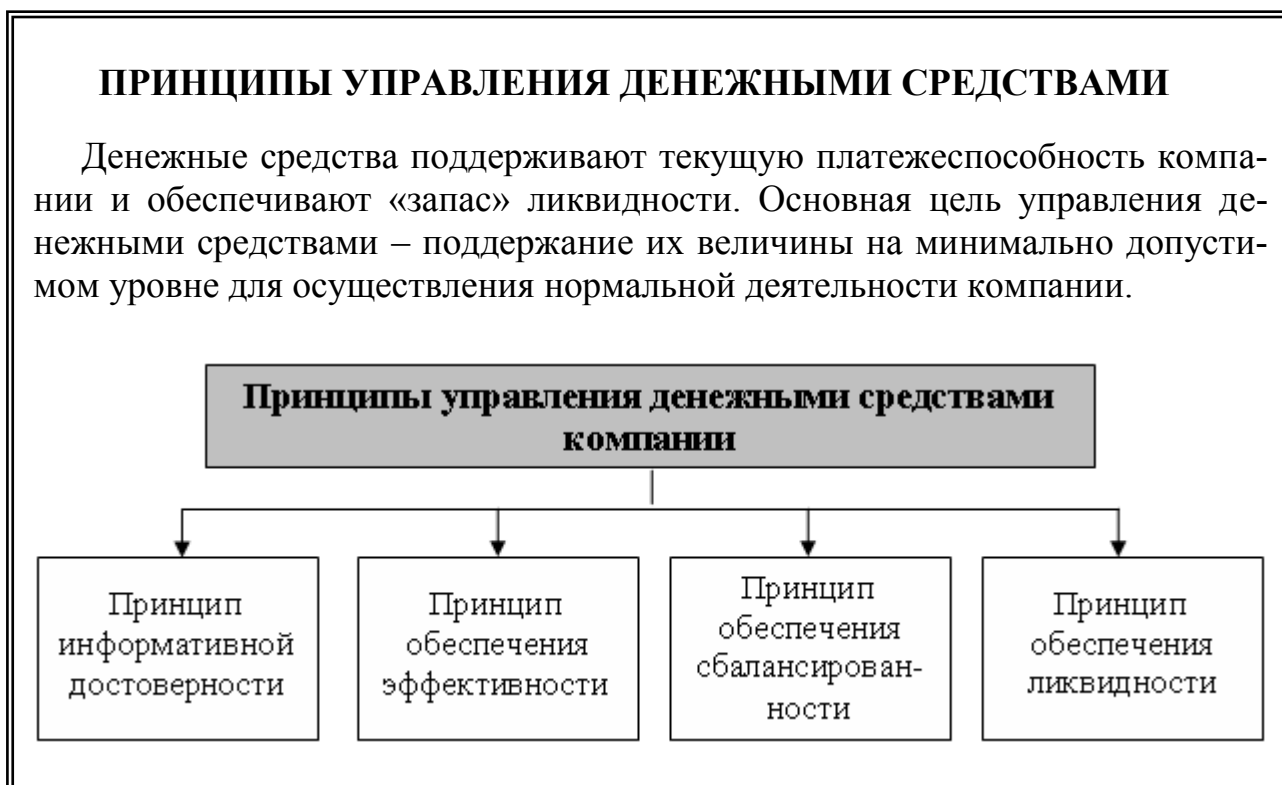 ПРИНЦИПЫ УПРАВЛЕНИЯ ДЕНЕЖНЫМИ СРЕДСТВАМИ
Денежные средства поддерживают текущую платежеспособность компа-
нии и обеспечивают «запас» ликвидности. Основная цель управления де-
нежными средствами – поддержание их величины на минимально допусти-
мом уровне для осуществления нормальной деятельности компании.
Принципы управления денежными средствами
компании
Принцип
информативной
достоверности
Принцип
обеспечения
эффективности
Принцип
обеспечения
сбалансирован-
ности
Принцип
обеспечения
ликвидности